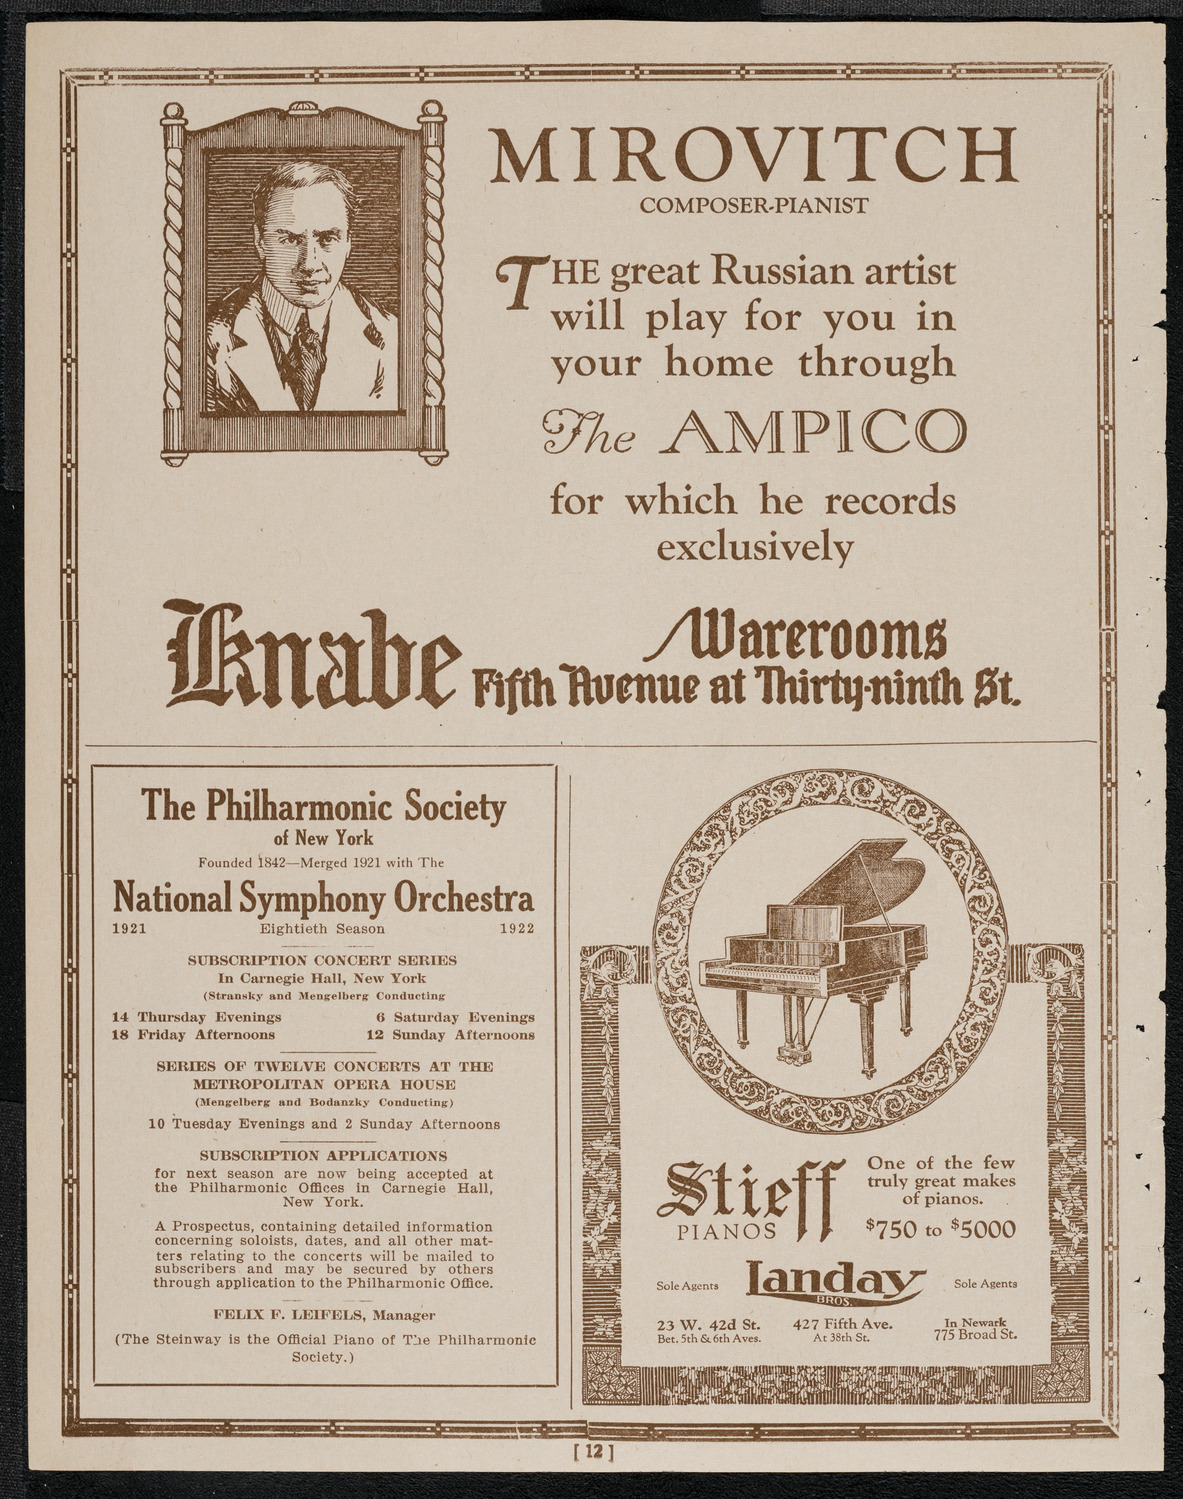 MIROVITCH
COMPOSER-PIANIST
THE great Russian artist
will play for you in
your home through
The AMPICO
for which he records
exclusively
Knabe Warerooms
Fifth Avenue at Thirty-ninth St.
The Philharmonic Society
of New York
Founded 1842—Merged 1921 with The
National Symphony Orchestra
1921 Eightieth Season 1922
SUBSCRIPTION CONCERT SERIES
In Carnegie Hall, New York
(Stransky and Mengelberg Conducting
14 Thursday Evenings 6 Saturday Evenings
18 Friday Afternoons 12 Sunday Afternoons
SERIES OF TWELVE CONCERTS AT THE
METROPOLITAN OPERA HOUSE
(Mengelberg and Bodanzky Conducting)
10 Tuesday Evenings and 2 Sunday Afternoons
SUBSCRIPTION APPLICATIONS
for next season are now being accepted at
the Philharmonic Offices in Carnegie Hall,
New York.
A Prospectus, containing detailed information
concerning soloists, dates, and all other mat-
ters relating to the concerts will be mailed to
subscribers and may be secured by others
through application to the Philharmonic Office.
FELIX F. LEIFELS, Manager
(The Steinway is the Official Piano of The Philharmonic
Society.)
Stieff
PIANOS
One of the few
truly great makes
of pianos.
$750 to $5000
Sole Agents Landay Sole Agents
BROS.
23 W. 42d St. 427 Fifth Ave. In Newark
Bet. 5th & 6th Aves. At 38th St. 775 Broad St.
[ 12 ]